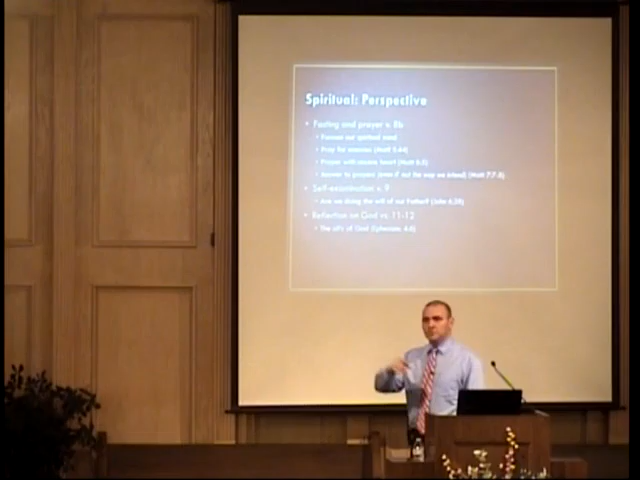 Spiritual: Perspective
• Fasting and prayer v. 8b
• Focuses our spiritual mind
• Pray for enemies (Matt 5:44)
• Prayer with sincere heart (Matt 6:5)
• Answer to prayers even if not the way we intend (Matt 7:7-8)
• Self-examination v. 9
• Are we doing the will of our Father? (John 6:38)
• Reflection on God vs. 11-12
• of God (Ephesians 4:6)